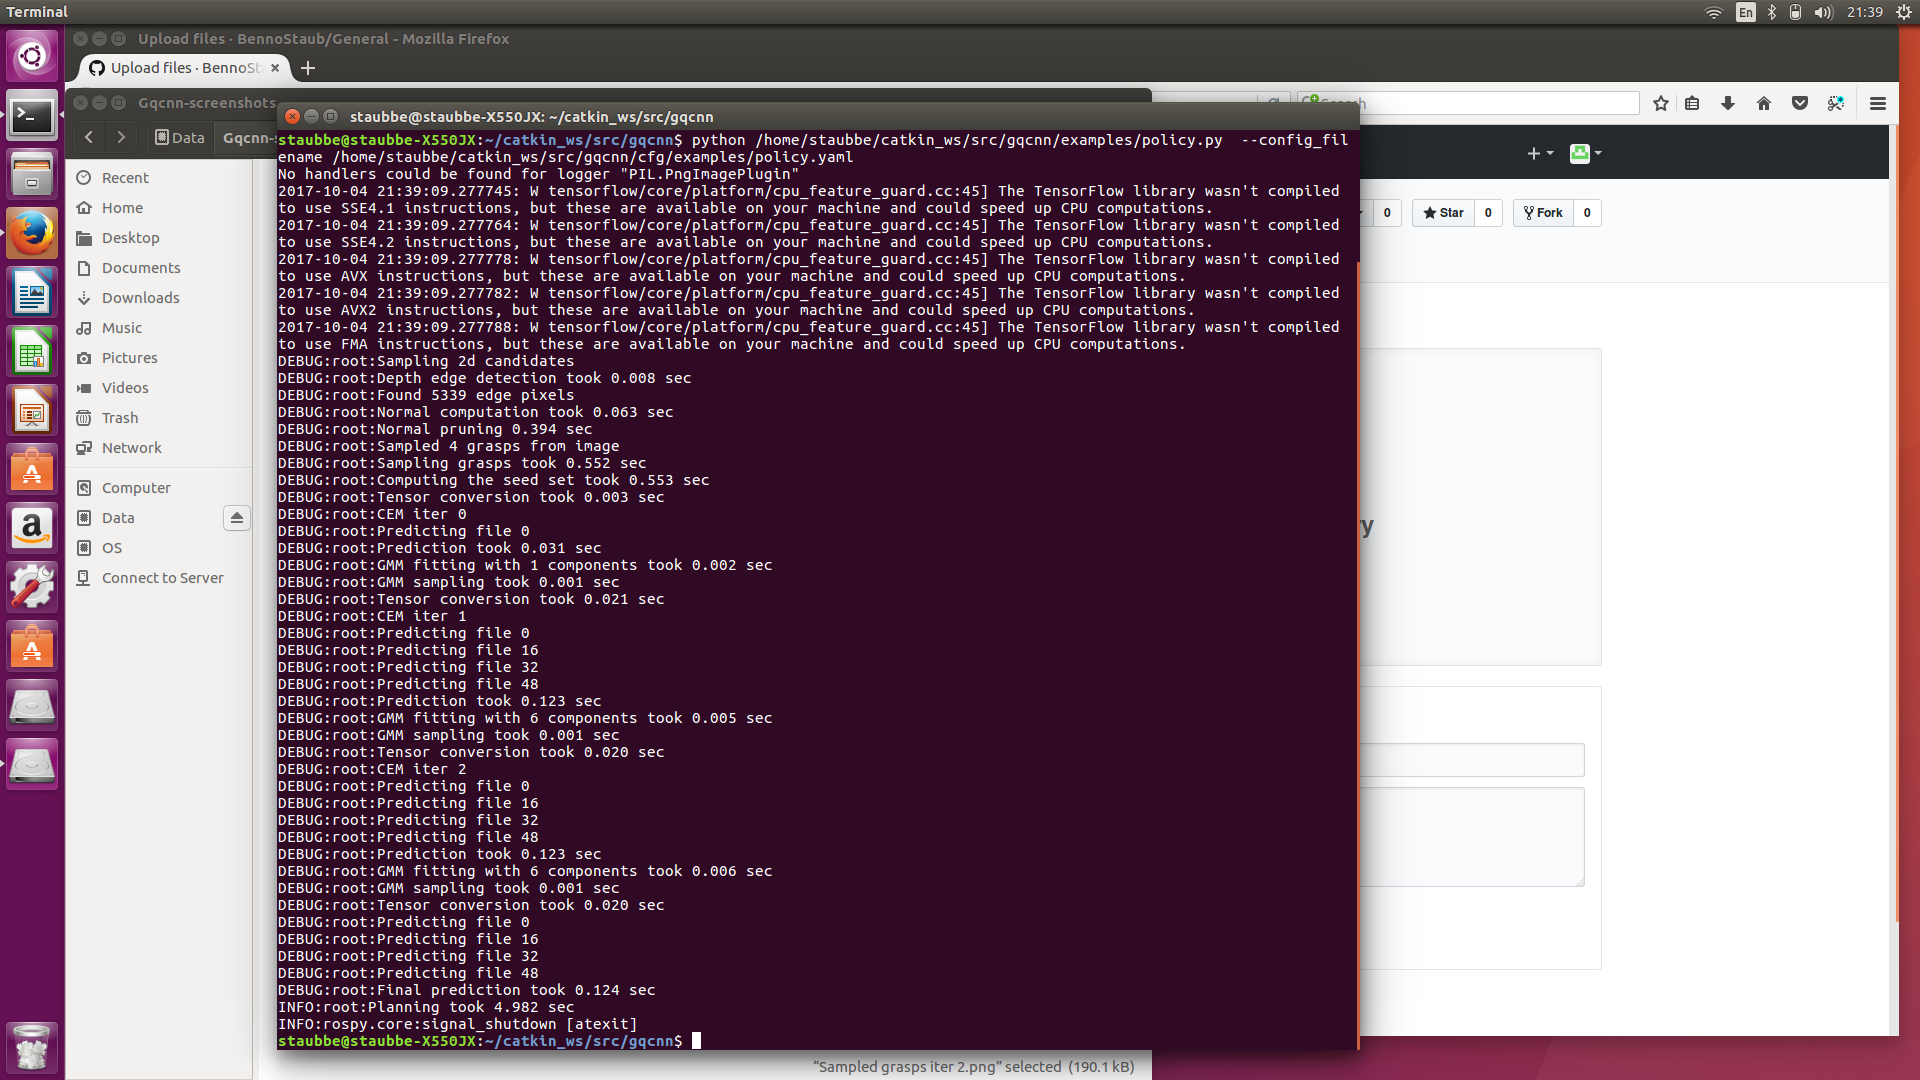 Terminal
En
21:39
Upload files · BennoStaub/General - Mozilla Firefox
Upload files · BennoSt
Gqcnn-screenshots
Search
Data
Gqcnn-
Recent
Home
Desktop
Documents
Downloads
Music
Pictures
Videos
Trash
Network
Computer
Data
OS
Connect to Server
staubbe@staubbe-X550JX: ~/catkin_ws/src/gqcnn
staubbe@staubbe-X550JX:~/catkin_ws/src/gqcnn$ python /home/staubbe/catkin_ws/src/gqcnn/examples/policy.py  --config_fil
ename /home/staubbe/catkin_ws/src/gqcnn/cfg/examples/policy.yaml
No handlers could be found for logger "PIL.PngImagePlugin"
2017-10-04 21:39:09.277745: W tensorflow/core/platform/cpu_feature_guard.cc:45] The TensorFlow library wasn't compiled
to use SSE4.1 instructions, but these are available on your machine and could speed up CPU computations.
2017-10-04 21:39:09.277764: W tensorflow/core/platform/cpu_feature_guard.cc:45] The TensorFlow library wasn't compiled
to use SSE4.2 instructions, but these are available on your machine and could speed up CPU computations.
2017-10-04 21:39:09.277778: W tensorflow/core/platform/cpu_feature_guard.cc:45] The TensorFlow library wasn't compiled
to use AVX instructions, but these are available on your machine and could speed up CPU computations.
2017-10-04 21:39:09.277782: W tensorflow/core/platform/cpu_feature_guard.cc:45] The TensorFlow library wasn't compiled
to use AVX2 instructions, but these are available on your machine and could speed up CPU computations.
2017-10-04 21:39:09.277788: W tensorflow/core/platform/cpu_feature_guard.cc:45] The TensorFlow library wasn't compiled
to use FMA instructions, but these are available on your machine and could speed up CPU computations.
DEBUG:root:Sampling 2d candidates
DEBUG:root:Depth edge detection took 0.008 sec
DEBUG:root:Found 5339 edge pixels
DEBUG:root:Normal computation took 0.063 sec
DEBUG:root:Normal pruning 0.394 sec
DEBUG:root:Sampled 4 grasps from image
DEBUG:root:Sampling grasps took 0.552 sec
DEBUG:root:Computing the seed set took 0.553 sec
DEBUG:root:Tensor conversion took 0.003 sec
DEBUG:root:CEM iter 0
DEBUG:root:Predicting file 0
DEBUG:root:Prediction took 0.031 sec
DEBUG:root:GMM fitting with 1 components took 0.002 sec
DEBUG:root:GMM sampling took 0.001 sec
DEBUG:root:Tensor conversion took 0.021 sec
DEBUG:root:CEM iter 1
DEBUG:root:Predicting file 0
DEBUG:root:Predicting file 16
DEBUG:root:Predicting file 32
DEBUG:root:Predicting file 48
DEBUG:root:Prediction took 0.123 sec
DEBUG:root:GMM fitting with 6 components took 0.005 sec
DEBUG:root:GMM sampling took 0.001 sec
DEBUG:root:Tensor conversion took 0.020 sec
DEBUG:root:CEM iter 2
DEBUG:root:Predicting file 0
DEBUG:root:Predicting file 16
DEBUG:root:Predicting file 32
DEBUG:root:Predicting file 48
DEBUG:root:Prediction took 0.123 sec
DEBUG:root:GMM fitting with 6 components took 0.006 sec
DEBUG:root:GMM sampling took 0.001 sec
DEBUG:root:Tensor conversion took 0.020 sec
DEBUG:root:Predicting file 0
DEBUG:root:Predicting file 16
DEBUG:root:Predicting file 32
DEBUG:root:Predicting file 48
DEBUG:root:Final prediction took 0.124 sec
INFO:root:Planning took 4.982 sec
INFO:rospy.core:signal_shutdown [atexit]
staubbe@staubbe-X550JX:~/catkin_ws/src/gqcnn$
0
Star
0
Fork
0
y
“Sampled grasps iter 2.png” selected (190.1 kB)